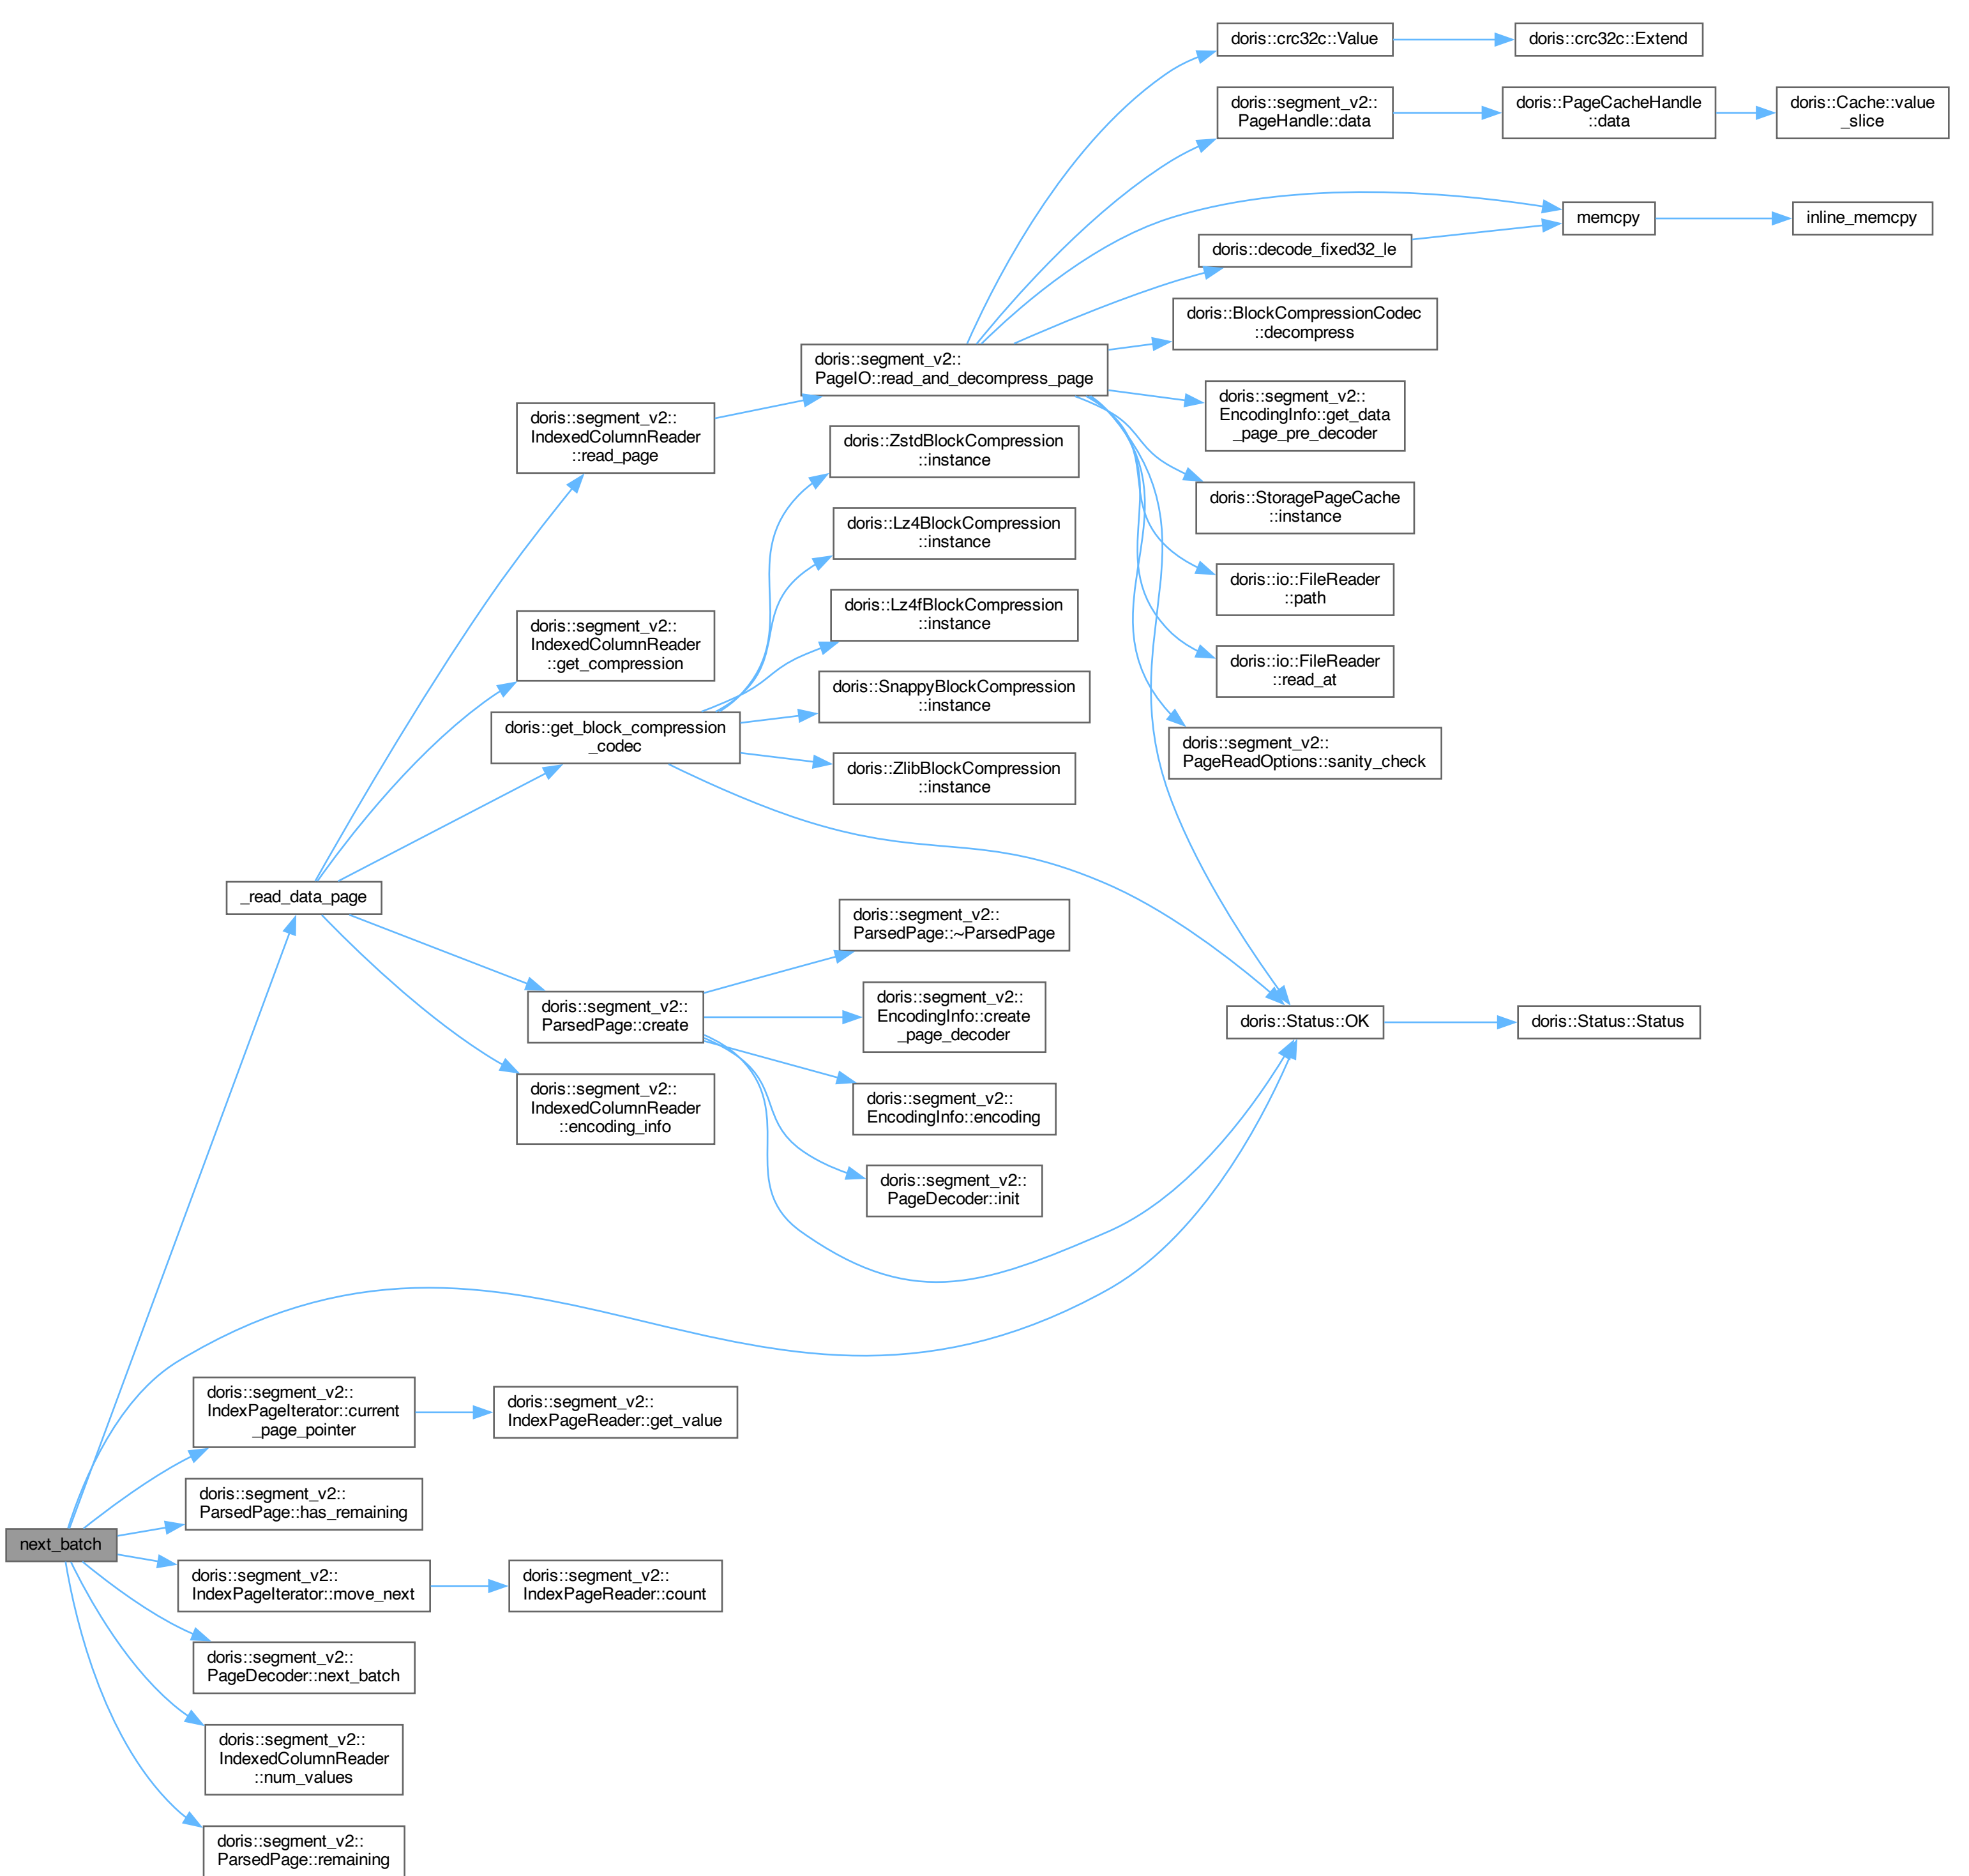 doris::crc32c::Value
doris::crc32c::Extend
doris::segment_v2::
PageHandle::data
doris::PageCacheHandle
::data
doris::Cache::value
_slice
memcpy
inline_memcpy
doris::decode_fixed32_le
doris::BlockCompressionCodec
::decompress
doris::segment_v2::
PageIO::read_and_decompress_page
doris::segment_v2::
EncodingInfo::get_data
_page_pre_decoder
doris::segment_v2::
IndexedColumnReader
::read_page
doris::ZstdBlockCompression
::instance
doris::StoragePageCache
::instance
doris::Lz4BlockCompression
::instance
doris::io::FileReader
::path
doris::Lz4fBlockCompression
::instance
doris::segment_v2::
IndexedColumnReader
::get_compression
doris::io::FileReader
::read_at
doris::SnappyBlockCompression
::instance
doris::get_block_compression
_codec
doris::segment_v2::
PageReadOptions::sanity_check
doris::ZlibBlockCompression
::instance
_read_data_page
doris::segment_v2::
ParsedPage::~ParsedPage
doris::segment_v2::
ParsedPage::create
doris::segment_v2::
EncodingInfo::create
_page_decoder
doris::Status::OK
doris::Status::Status
doris::segment_v2::
IndexedColumnReader
::encoding_info
doris::segment_v2::
EncodingInfo::encoding
doris::segment_v2::
PageDecoder::init
doris::segment_v2::
IndexPageIterator::current
_page_pointer
doris::segment_v2::
IndexPageReader::get_value
doris::segment_v2::
ParsedPage::has_remaining
next_batch
doris::segment_v2::
IndexPageIterator::move_next
doris::segment_v2::
IndexPageReader::count
doris::segment_v2::
PageDecoder::next_batch
doris::segment_v2::
IndexedColumnReader
::num_values
doris::segment_v2::
ParsedPage::remaining